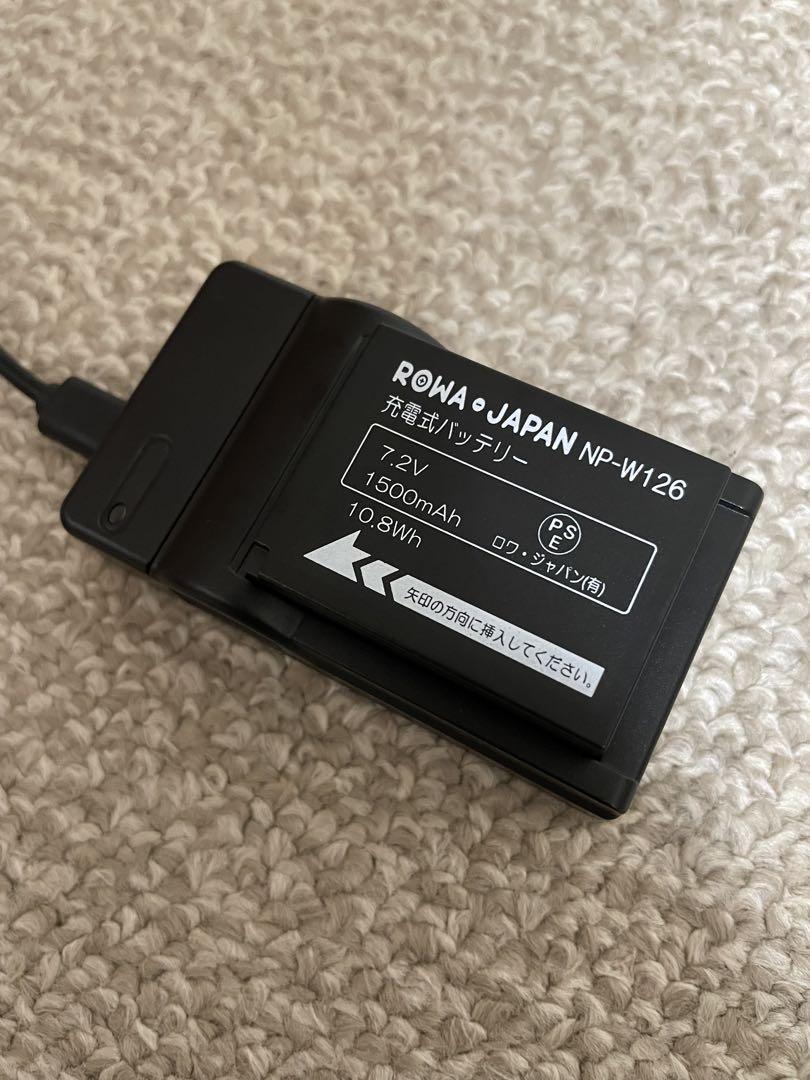 ROWA・JAPAN NP-W126
充電式バッテリー
7.2V
1500mAh
10.8Wh
PSE
ロワ・ジャパン(有)
矢印の方向に挿入してください。